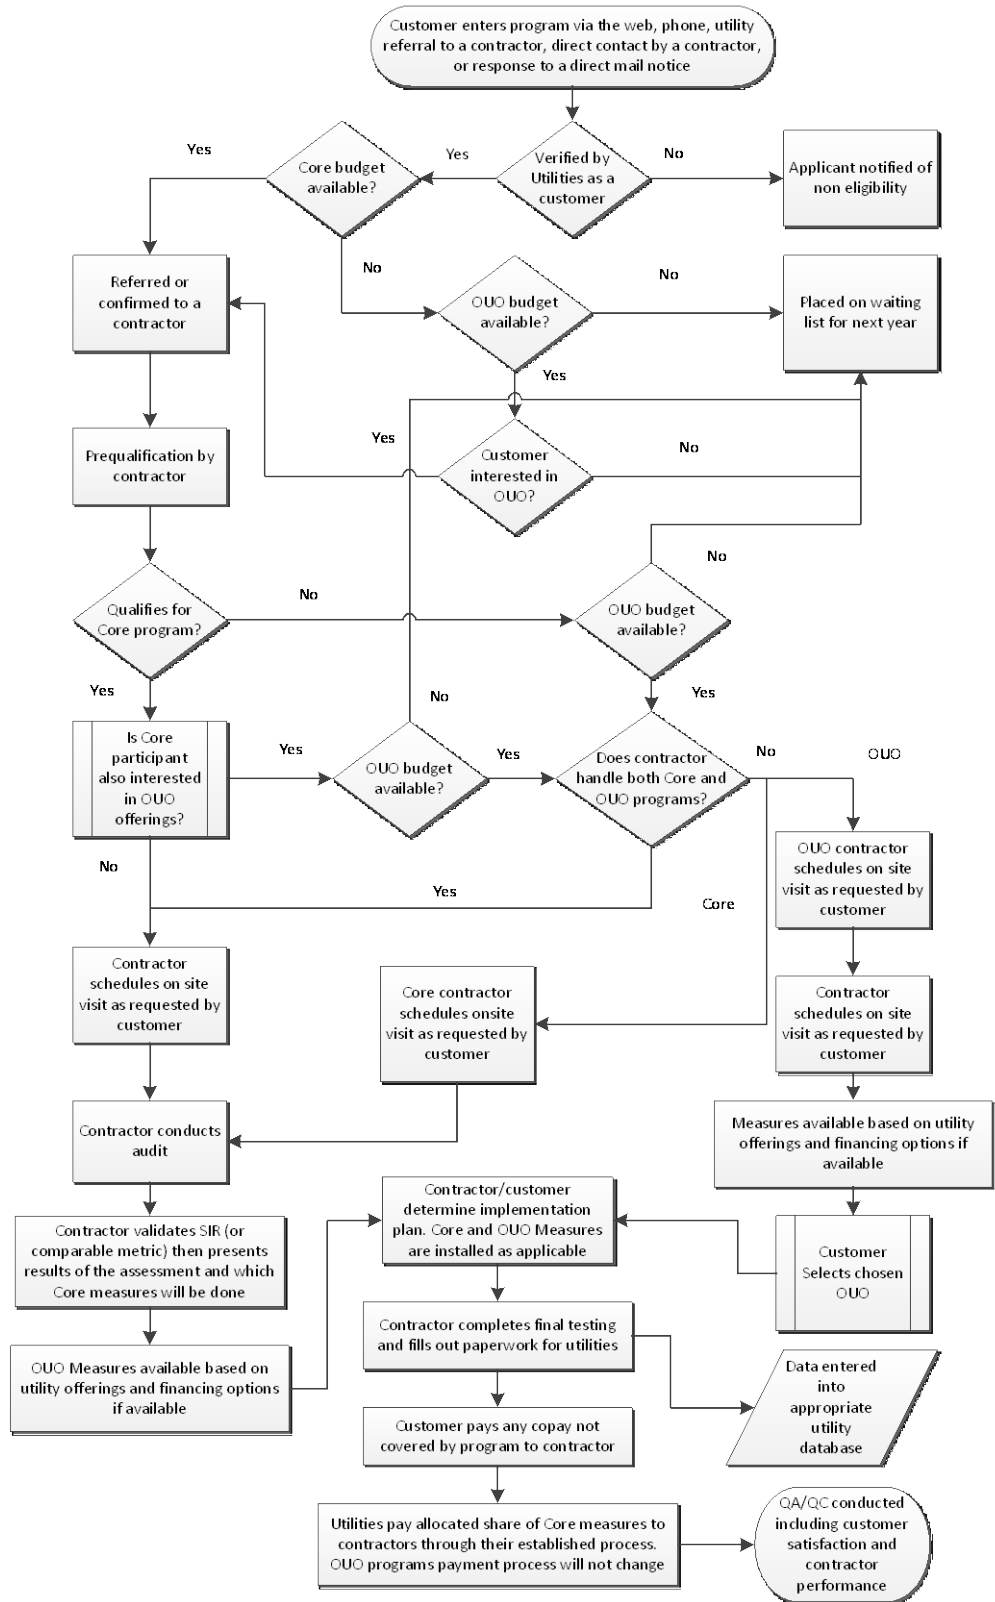 Customer enters program via the web, phone, utility
referral to a contractor, direct contact by a contractor,
or response to a direct mail notice
Yes
Core budget
available?
Yes
Verified by
Utilities as a
customer
No
Applicant notified of
non eligibility
No
Referred or
confirmed to a
contractor
OUO budget
available?
No
Placed on waiting
list for next year
Yes
Prequalification by
contractor
Yes
Customer
interested in
OUO?
No
No
Qualifies for
Core program?
No
OUO budget
available?
Yes
No
Yes
Is Core
participant
also interested
in OUO
offerings?
Yes
OUO budget
available?
Yes
Does contractor
handle both Core and
OUO programs?
No
OUO
No
Yes
Core
OUO contractor
schedules on site
visit as requested by
customer
Contractor
schedules on site
visit as requested by
customer
Core contractor
schedules onsite
visit as requested by
customer
Contractor
schedules on site
visit as requested by
customer
Contractor conducts
audit
Measures available based on utility
offerings and financing options if
available
Contractor validates SIR (or
comparable metric) then presents
results of the assessment and which
Core measures will be done
Contractor/customer
determine implementation
plan. Core and OUO Measures
are installed as applicable
Customer
Selects chosen
OUO
OUO Measures available based on
utility offerings and financing options
if available
Contractor completes final testing
and fills out paperwork for utilities
Data entered
into
appropriate
utility
database
Customer pays any copay not
covered by program to contractor
Utilities pay allocated share of Core measures to
contractors through their established process.
OUO programs payment process will not change
QA/QC conducted
including customer
satisfaction and
contractor
performance